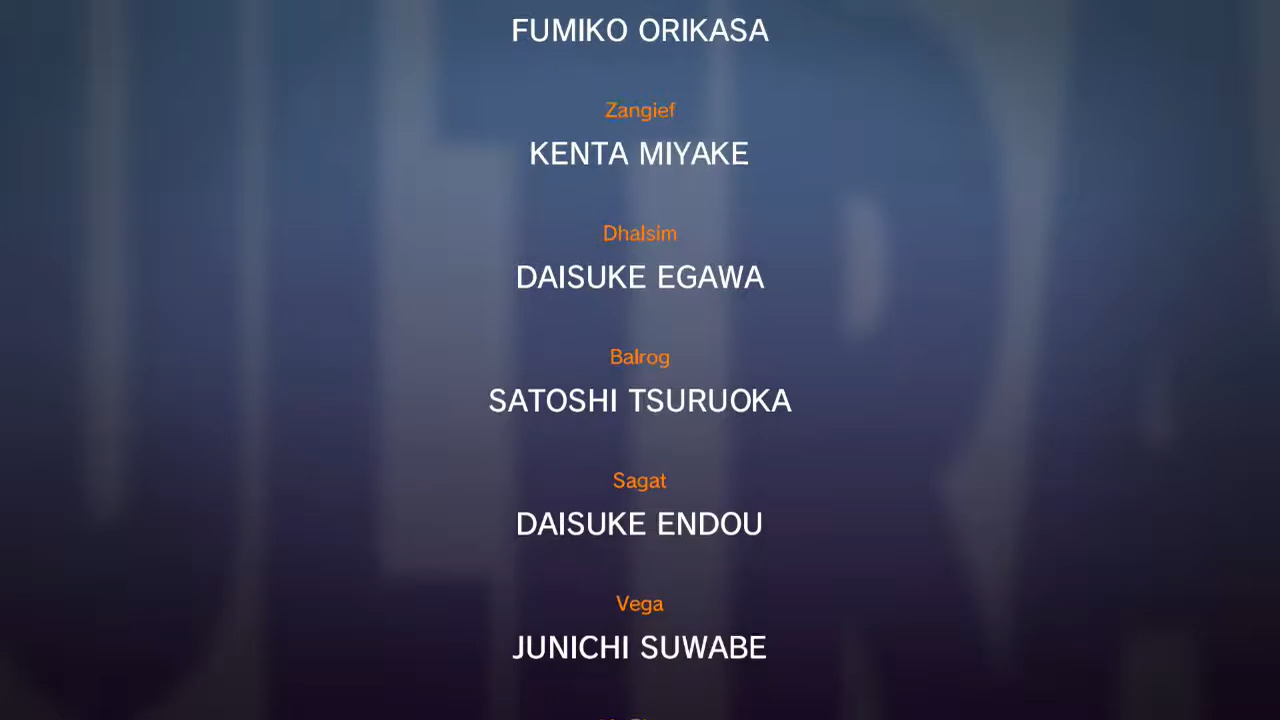 FUMIKO ORIKASA
Zangief
KENTA MIYAKE
Dhalsim
DAISUKE EGAWA
Balrog
SATOSHI TSURUOKA
Sagat
DAISUKE ENDOU
Vega
JUNICHI SUWABE